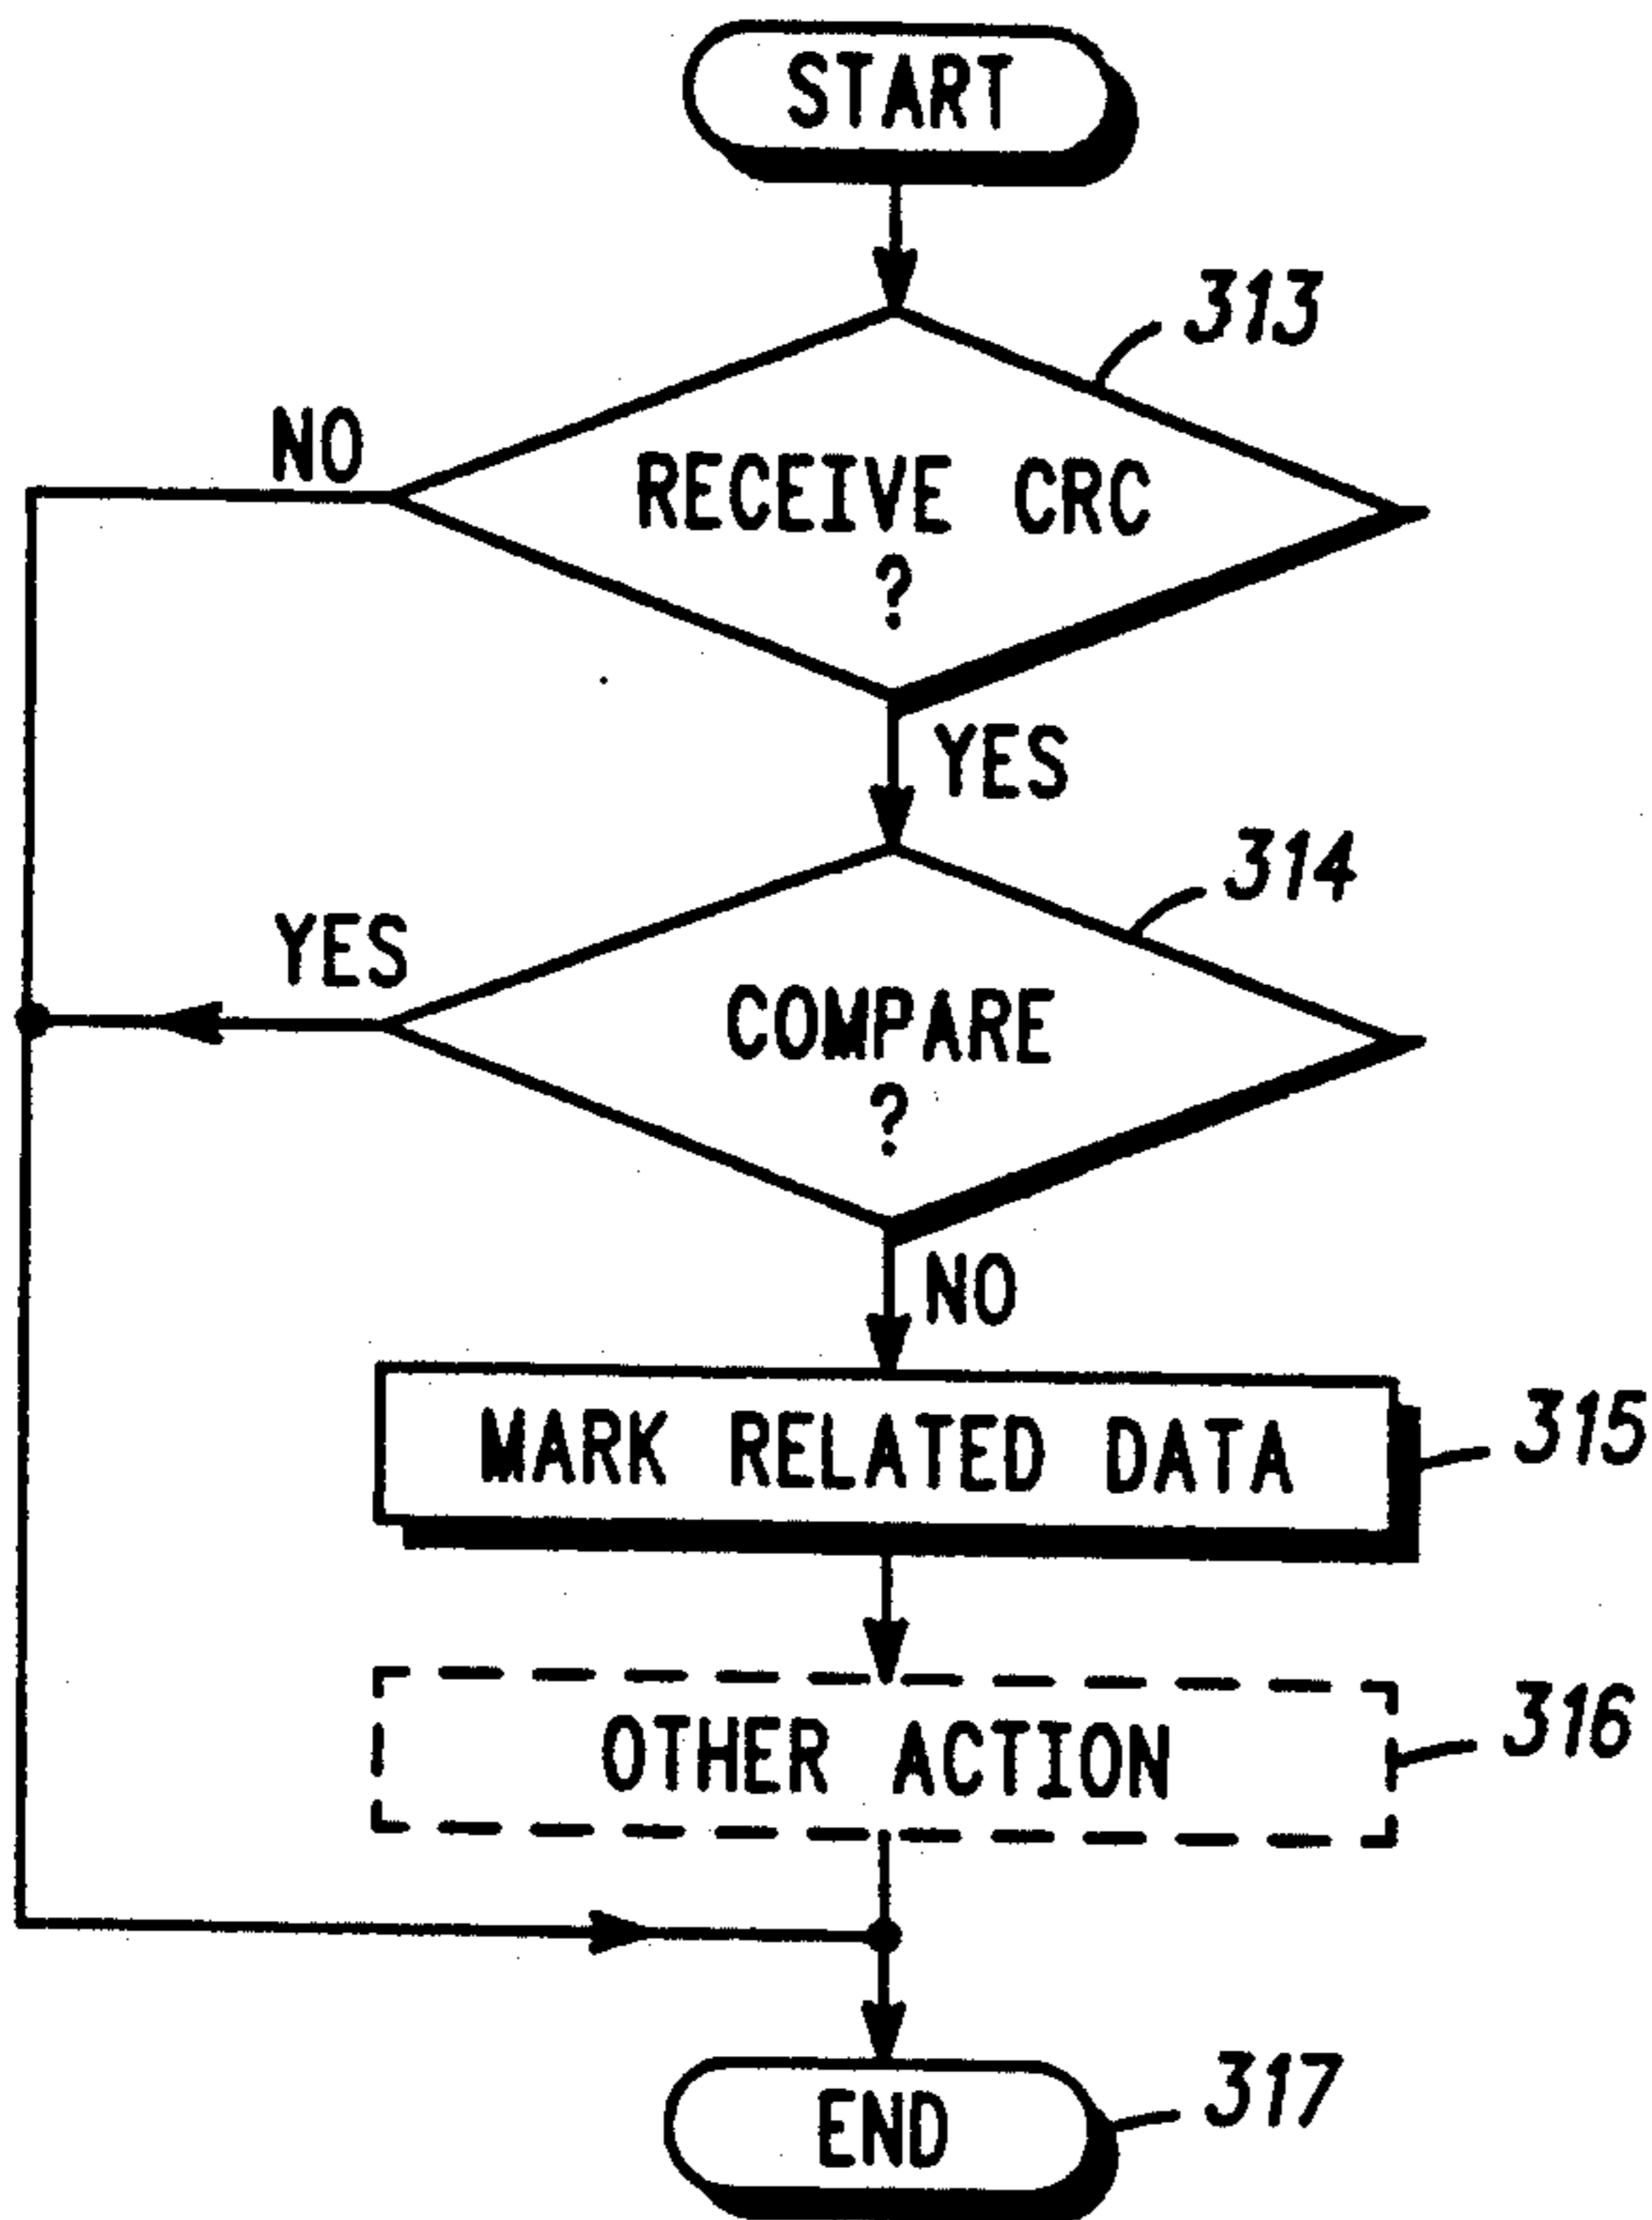 START
313
NO
RECEIVE CRC
?
YES
314
YES
COMPARE
?
NO
MARK RELATED DATA
315
OTHER ACTION
316
END
317